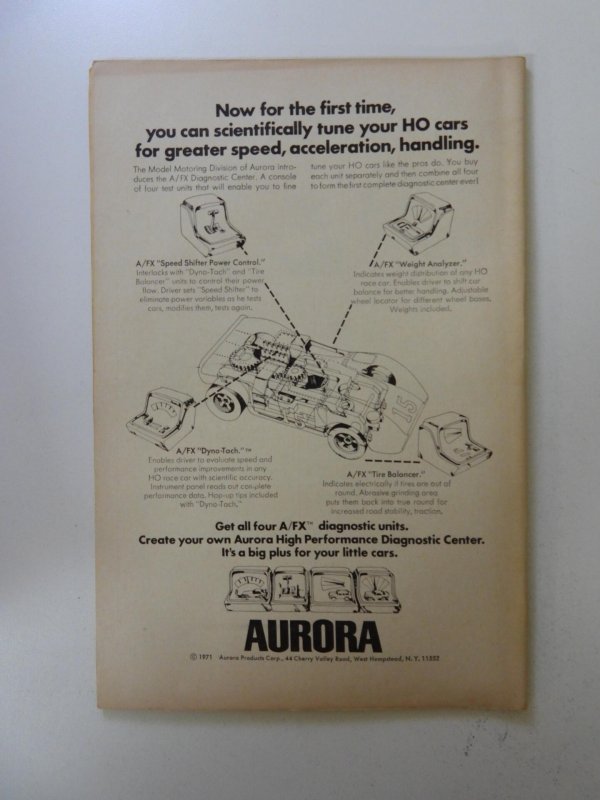 Now for the first time,
you can scientifically tune your HO cars
for greater speed, acceleration, handling.
The Model Motoring Division of Aurora intro-
duces the A/FX Diagnostic Center. A console
of four test units that will enable you to fine
tune your HO cars like the pros do. You buy
each unit separately and then combine all four
to form the first complete diagnostic center ever!
A/FX "Speed Shifter Power Control."
Interlocks with "Dyno-Tach" and "Tire
Balancer" units to control their power
flow. Driver sets "Speed Shifter" to
eliminate power variables as he tests
cars, modifies them, tests again.
A/FX "Weight Analyzer."
Indicates weight distribution of any HO
race car. Enables driver to shift car
balance for better handling. Adjustable
wheel locator for different wheel bases.
Weights included.
15
A/FX "Dyno-Tach."™
Enables driver to evaluate speed and
performance improvements in any
HO race car with scientific accuracy.
Instrument panel reads out complete
performance data. Hop-up tips included
with "Dyno-Tach."
A/FX "Tire Balancer."
Indicates electrically if tires are out of
round. Abrasive grinding area
puts them back into true round for
increased road stability, traction.
Get all four A/FX™ diagnostic units.
Create your own Aurora High Performance Diagnostic Center.
It's a big plus for your little cars.
AURORA
© 1971 Aurora Products Corp., 44 Cherry Valley Road, West Hempstead, N. Y. 11552